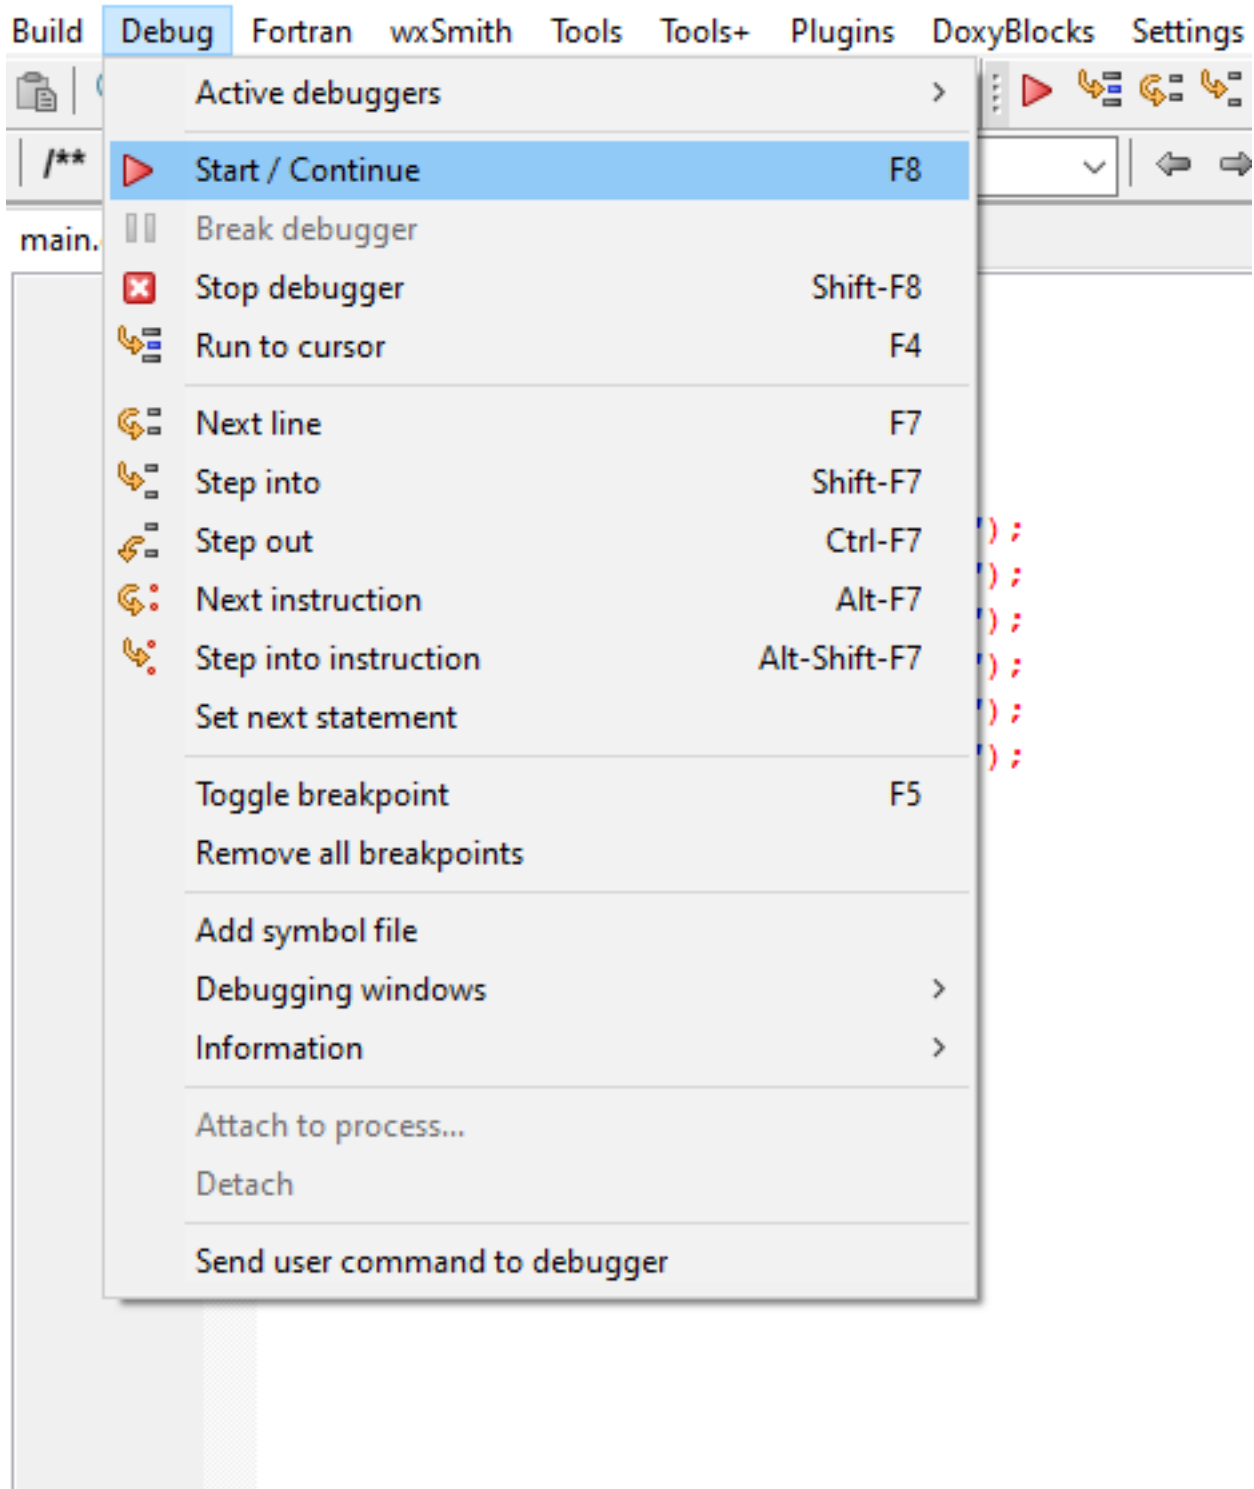 Build Debug Fortran wxSmith Tools Tools+ Plugins DoxyBlocks Settings
Active debuggers
/**
Start / Continue F8
Break debugger
main.
Stop debugger Shift-F8
Run to cursor F4
Next line F7
Step into Shift-F7
");
Step out Ctrl-F7
");
Next instruction Alt-F7
");
Step into instruction Alt-Shift-F7
");
Set next statement
");
");
Toggle breakpoint F5
Remove all breakpoints
Add symbol file
Debugging windows
Information
Attach to process...
Detach
Send user command to debugger